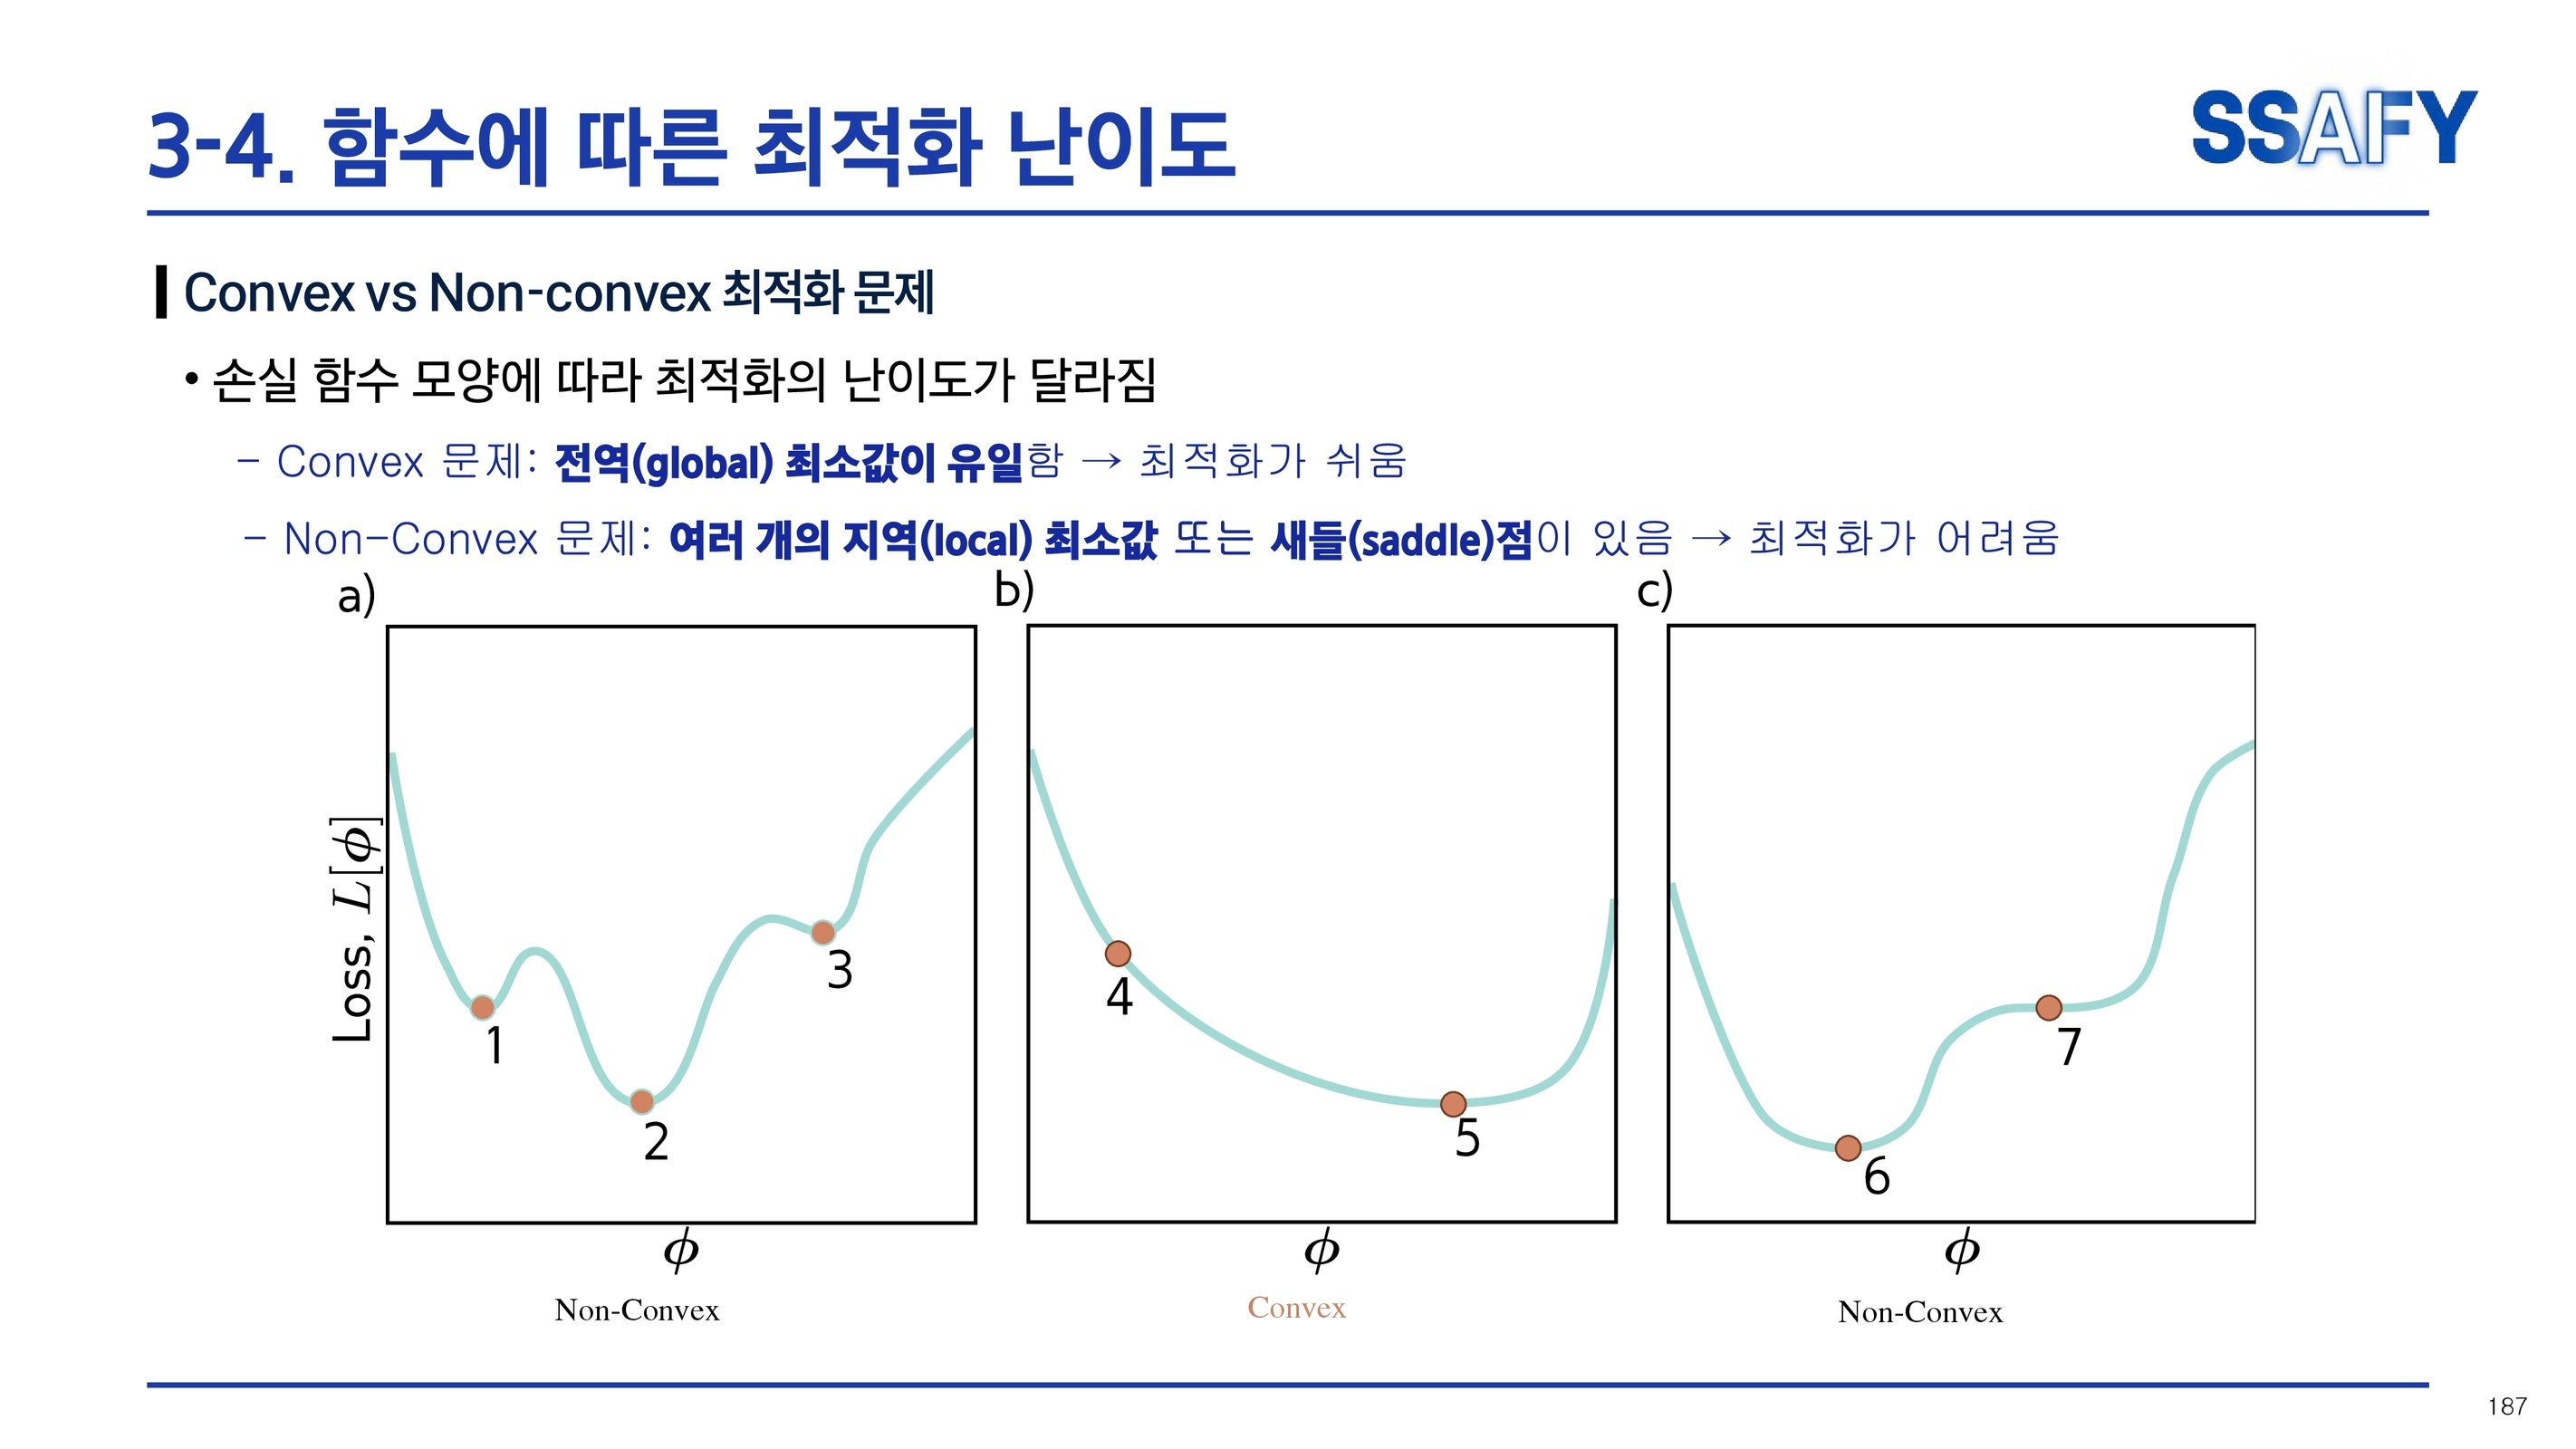 3-4. 함수에 따른 최적화 난이도
SSAFY
Convex vs Non-convex 최적화 문제
• 손실 함수 모양에 따라 최적화의 난이도가 달라짐
– Convex 문제: 전역(global) 최소값이 유일함 → 최적화가 쉬움
– Non-Convex 문제: 여러 개의 지역(local) 최소값 또는 새들(saddle)점이 있음 → 최적화가 어려움
a) b) c)
Loss, L[ϕ]
1 2 3
4 5
6 7
ϕ ϕ ϕ
Non-Convex Convex Non-Convex
187